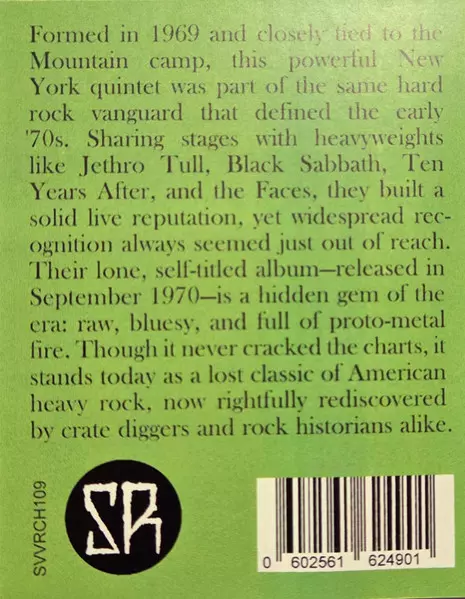 Formed in 1969 and closely tied to the
Mountain camp, this powerful New
York quintet was part of the same hard
rock vanguard that defined the early
'70s. Sharing stages with heavyweights
like Jethro Tull, Black Sabbath, Ten
Years After, and the Faces, they built a
solid live reputation, yet widespread rec-
ognition always seemed just out of reach.
Their lone, self-titled album—released in
September 1970—is a hidden gem of the
era: raw, bluesy, and full of proto-metal
fire. Though it never cracked the charts, it
stands today as a lost classic of American
heavy rock, now rightfully rediscovered
by crate diggers and rock historians alike.
SVVRCH109
SR
0 602561 624901